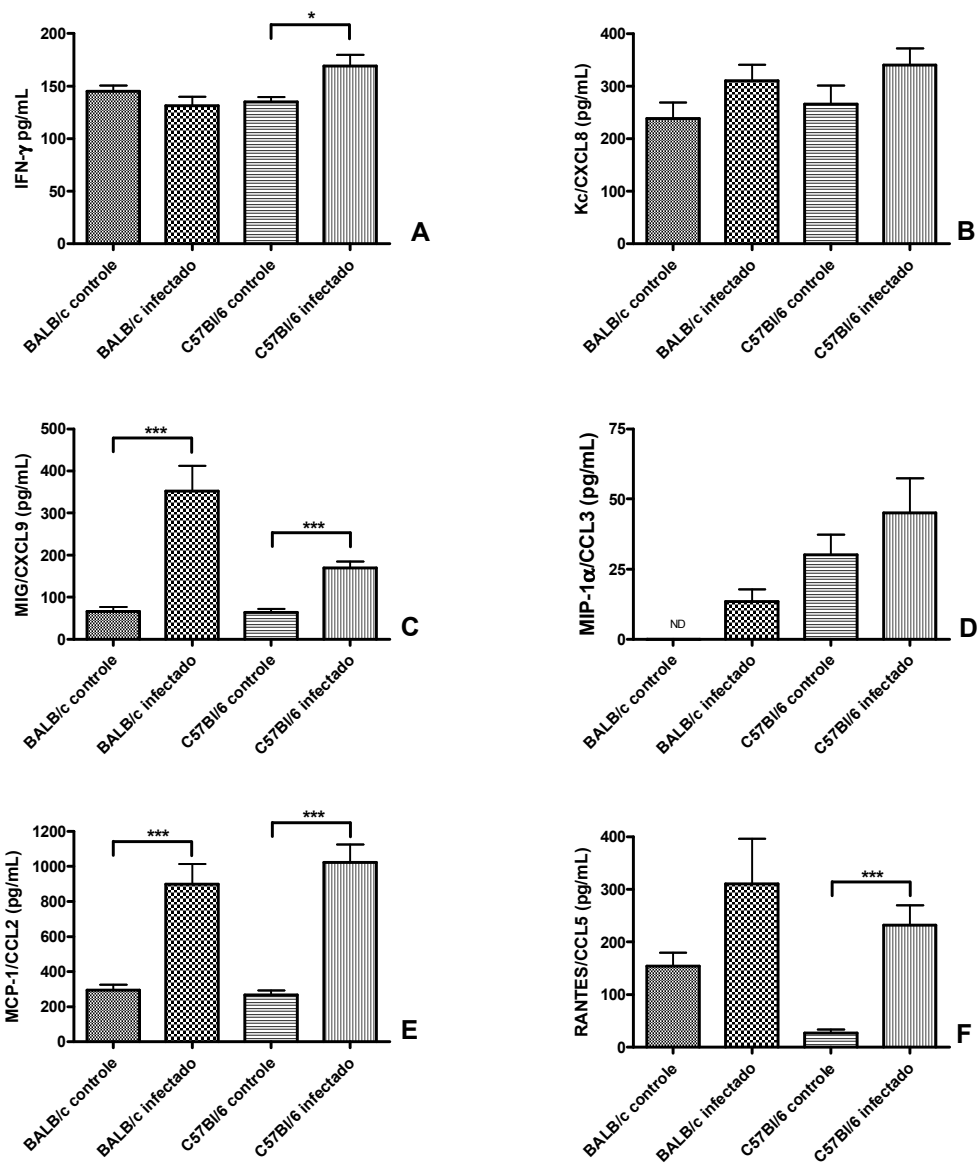 *
200
150
100
50
0
IFN-γ pg/mL
A
BALB/c controle
BALB/c infectado
C57Bl/6 controle
C57Bl/6 infectado
400
300
200
100
0
Kc/CXCL8 (pg/mL)
B
BALB/c controle
BALB/c infectado
C57Bl/6 controle
C57Bl/6 infectado
***
***
500
400
300
200
100
0
MIG/CXCL9 (pg/mL)
C
BALB/c controle
BALB/c infectado
C57Bl/6 controle
C57Bl/6 infectado
75
50
25
0
MIP-1α/CCL3 (pg/mL)
ND
D
BALB/c controle
BALB/c infectado
C57Bl/6 controle
C57Bl/6 infectado
***
***
1200
1000
800
600
400
200
0
MCP-1/CCL2 (pg/mL)
E
BALB/c controle
BALB/c infectado
C57Bl/6 controle
C57Bl/6 infectado
***
400
300
200
100
0
RANTES/CCL5 (pg/mL)
F
BALB/c controle
BALB/c infectado
C57Bl/6 controle
C57Bl/6 infectado